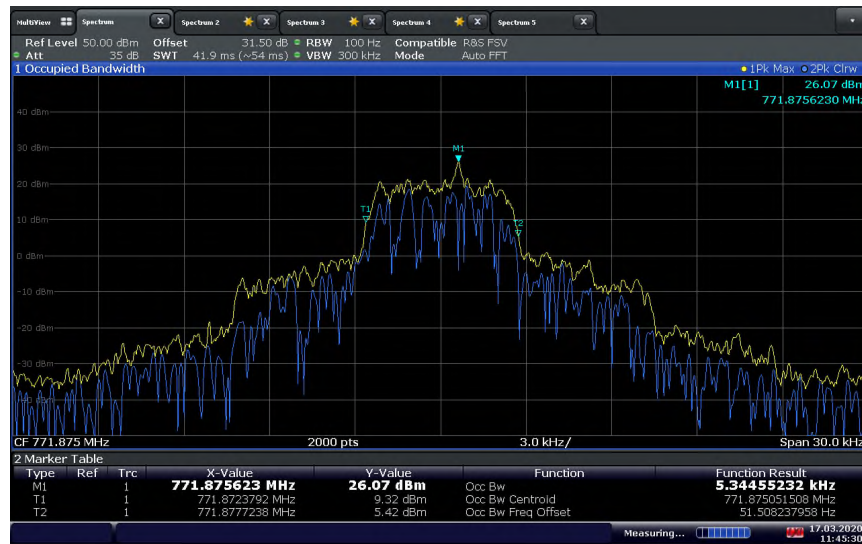 MultiView Spectrum X Spectrum 2 X Spectrum 3 X Spectrum 4 X Spectrum 5 X
Ref Level 50.00 dBm Offset 31.50 dB RBW 100 Hz Compatible R&S FSV
Att 35 dB SWT 41.9 ms (~54 ms) VBW 300 kHz Mode Auto FFT
1 Occupied Bandwidth 1Pk Max 2Pk Clrw
M1[1] 26.07 dBm
771.8756230 MHz
40 dBm
30 dBm
M1
20 dBm
T1
10 dBm
T2
0 dBm
-10 dBm
-20 dBm
-30 dBm
-40 dBm
CF 771.875 MHz 2000 pts 3.0 kHz/ Span 30.0 kHz
2 Marker Table
Type Ref Trc X-Value Y-Value Function Function Result
M1 1 771.875623 MHz 26.07 dBm Occ Bw 5.34455232 kHz
T1 1 771.8723792 MHz 9.32 dBm Occ Bw Centroid 771.875051508 MHz
T2 1 771.8777238 MHz 5.42 dBm Occ Bw Freq Offset 51.508237958 Hz
Measuring... 17.03.2020
11:45:30